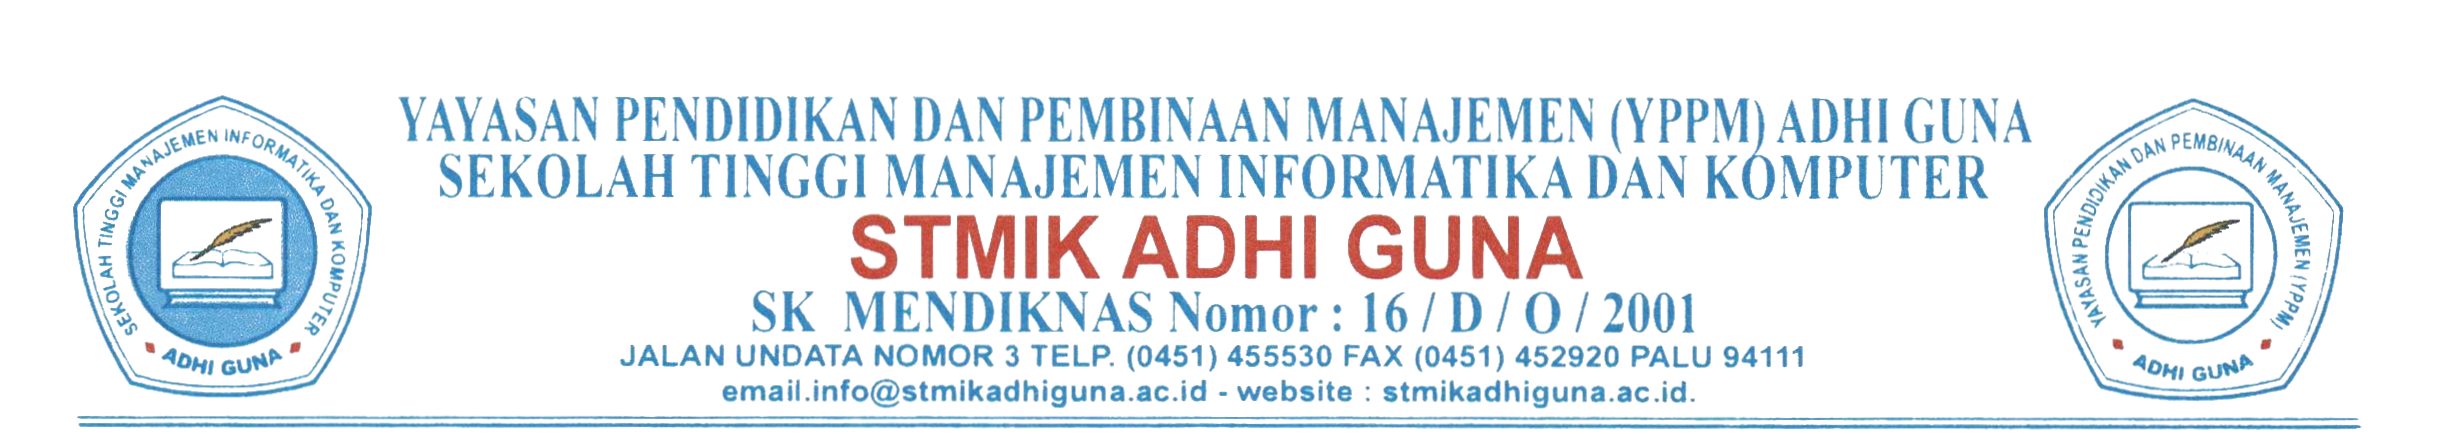 YAYASAN PENDIDIKAN DAN PEMBINAAN MANAJEMEN (YPPM) ADHI GUNA
SEKOLAH TINGGI MANAJEMEN INFORMATIKA DAN KOMPUTER
STMIK ADHI GUNA
SK MENDIKNAS Nomor : 16 / D / O / 2001
JALAN UNDATA NOMOR 3 TELP. (0451) 455530 FAX (0451) 452920 PALU 94111
email.info@stmikadhiguna.ac.id - website : stmikadhiguna.ac.id.
SEKOLAH TINGGI MANAJEMEN INFORMATIKA DAN KOMPUTER
ADHI GUNA
YAYASAN PENDIDIKAN DAN PEMBINAAN MANAJEMEN (YPPM)
ADHI GUNA